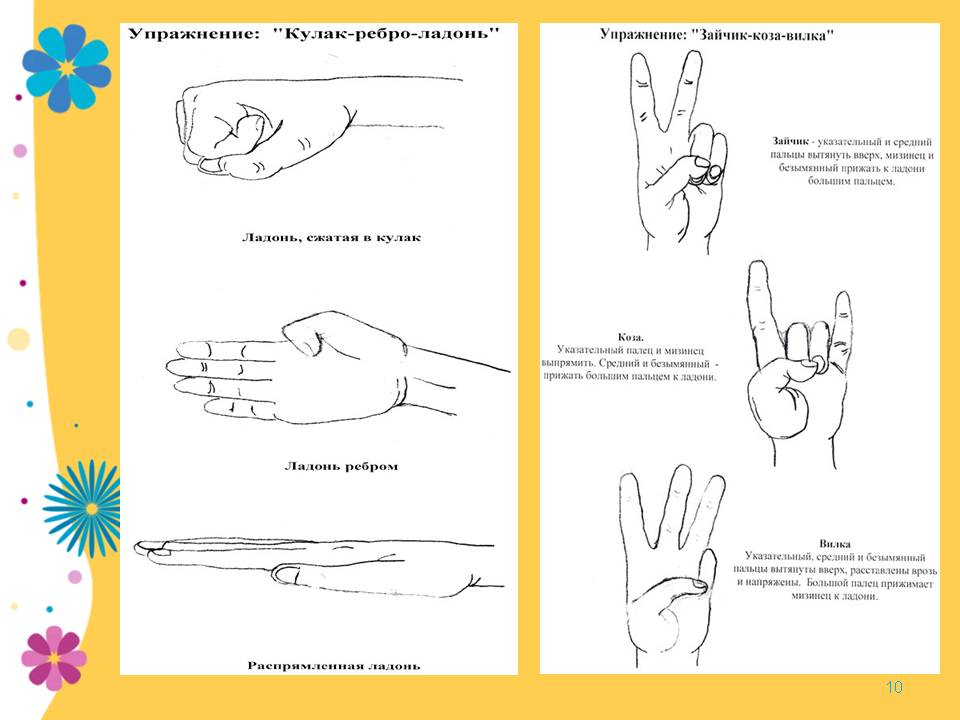 Упражнение: "Кулак-ребро-ладонь"
Ладонь, сжатая в кулак
Ладонь ребром
Распрямленная ладонь
Упражнение: "Зайчик-коза-вилка"
Зайчик - указательный и средний
пальцы вытянуть вверх, мизинец и
безымянный прижать к ладони
большим пальцем.
Коза.
Указательный палец и мизинец
выпрямить. Средний и безымянный -
прижать большим пальцем к ладони.
Вилка
Указательный, средний и безымянный
пальцы вытянуты вверх, расставлены врозь
и напряжены. Большой палец прижимает
мизинец к ладони.
10